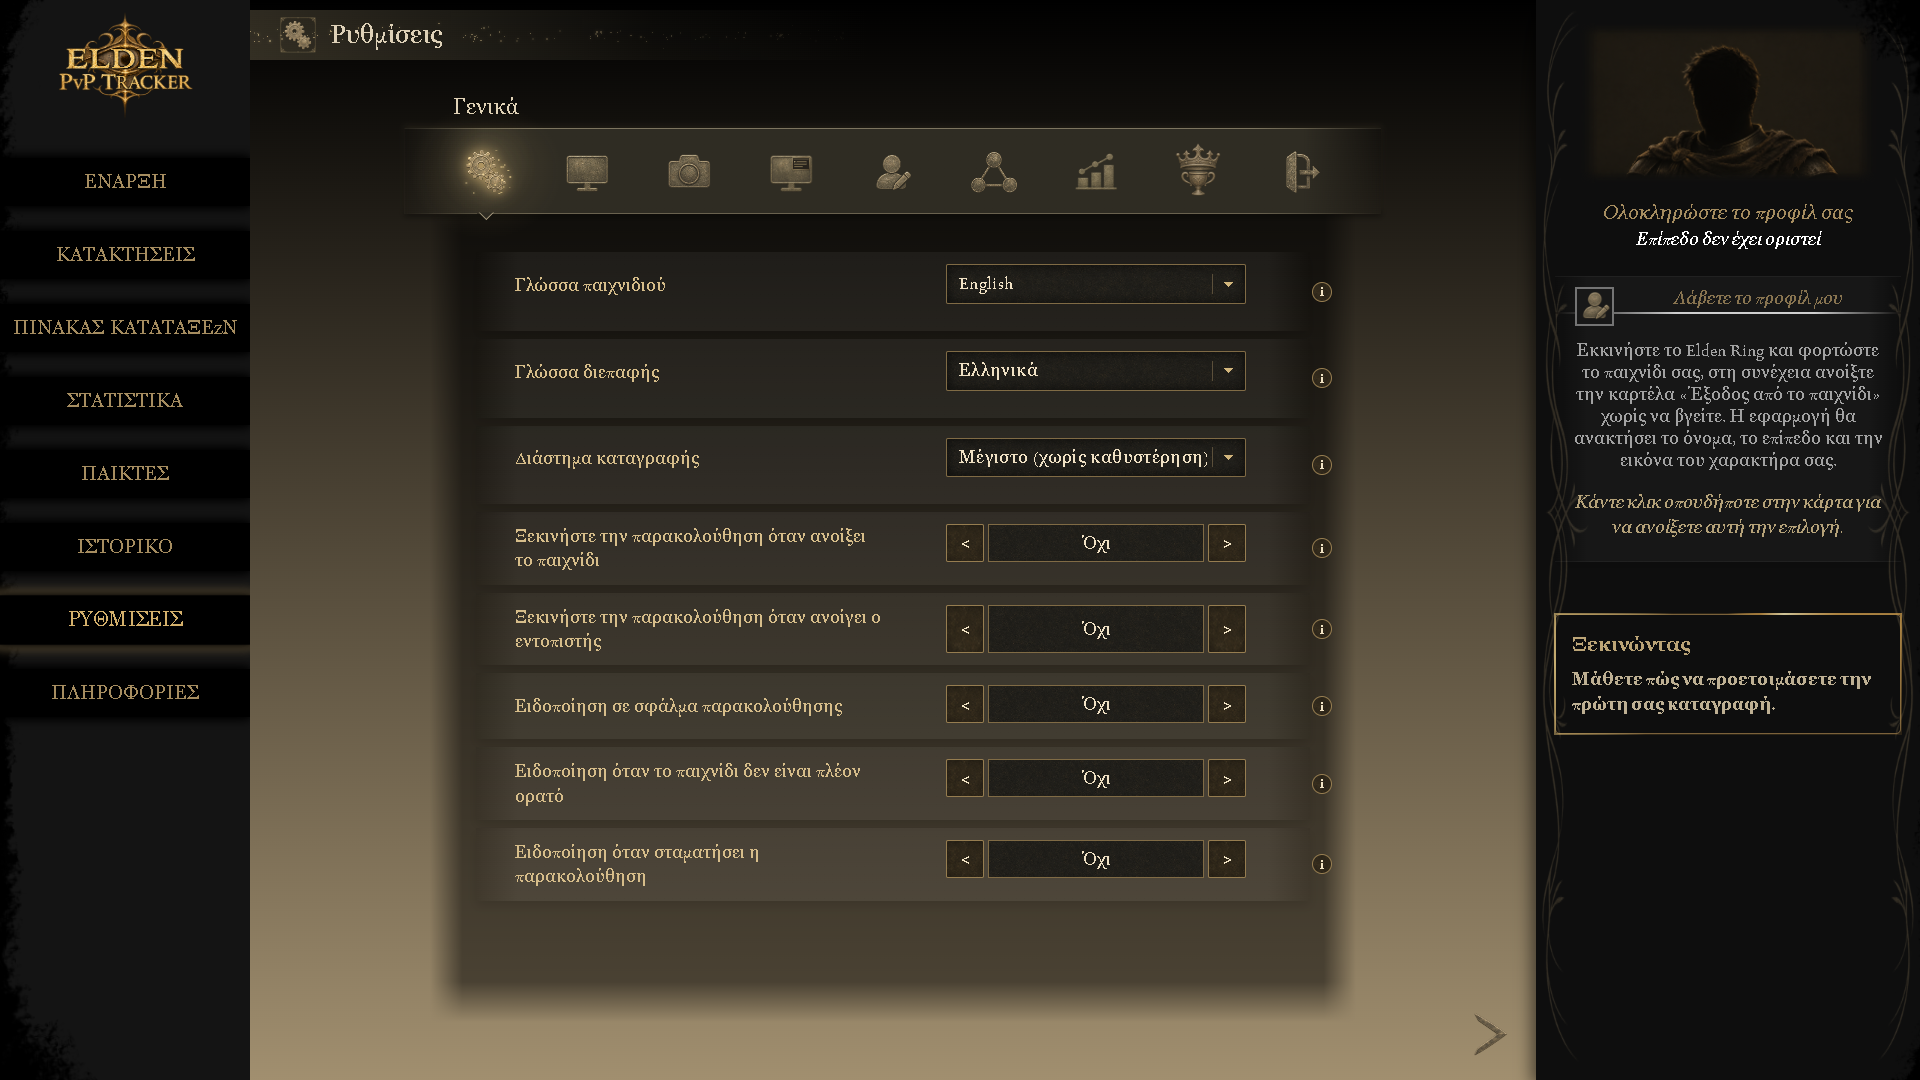 ELDEN
PVP TRACKER
ΕΝΑΡΞΗ
ΚΑΤΑΚΤΗΣΕΙΣ
ΠΙΝΑΚΑΣ ΚΑΤΑΤΑΞΕzΝ
ΣΤΑΤΙΣΤΙΚΑ
ΠΑΙΚΤΕΣ
ΙΣΤΟΡΙΚΟ
ΡΥΘΜΙΣΕΙΣ
ΠΛΗΡΟΦΟΡΙΕΣ
Ρυθμίσεις
Γενικά
Γλώσσα παιχνιδιού
English
Γλώσσα διεπαφής
Ελληνικά
Διάστημα καταγραφής
Μέγιστο (χωρίς καθυστέρηση)
Ξεκινήστε την παρακολούθηση όταν ανοίξει
το παιχνίδι
< Όχι >
Ξεκινήστε την παρακολούθηση όταν ανοίγει ο
εντοπιστής
< Όχι >
Ειδοποίηση σε σφάλμα παρακολούθησης
< Όχι >
Ειδοποίηση όταν το παιχνίδι δεν είναι πλέον
ορατό
< Όχι >
Ειδοποίηση όταν σταματήσει η
παρακολούθηση
< Όχι >
Ολοκληρώστε το προφίλ σας
Επίπεδο δεν έχει οριστεί
Λάβετε το προφίλ μου
Εκκινήστε το Elden Ring και φορτώστε
το παιχνίδι σας, στη συνέχεια ανοίξτε
την καρτέλα «Έξοδος από το παιχνίδι»
χωρίς να βγείτε. Η εφαρμογή θα
ανακτήσει το όνομα, το επίπεδο και την
εικόνα του χαρακτήρα σας.
Κάντε κλικ οπουδήποτε στην κάρτα για
να ανοίξετε αυτή την επιλογή.
Ξεκινώντας
Μάθετε πώς να προετοιμάσετε την
πρώτη σας καταγραφή.